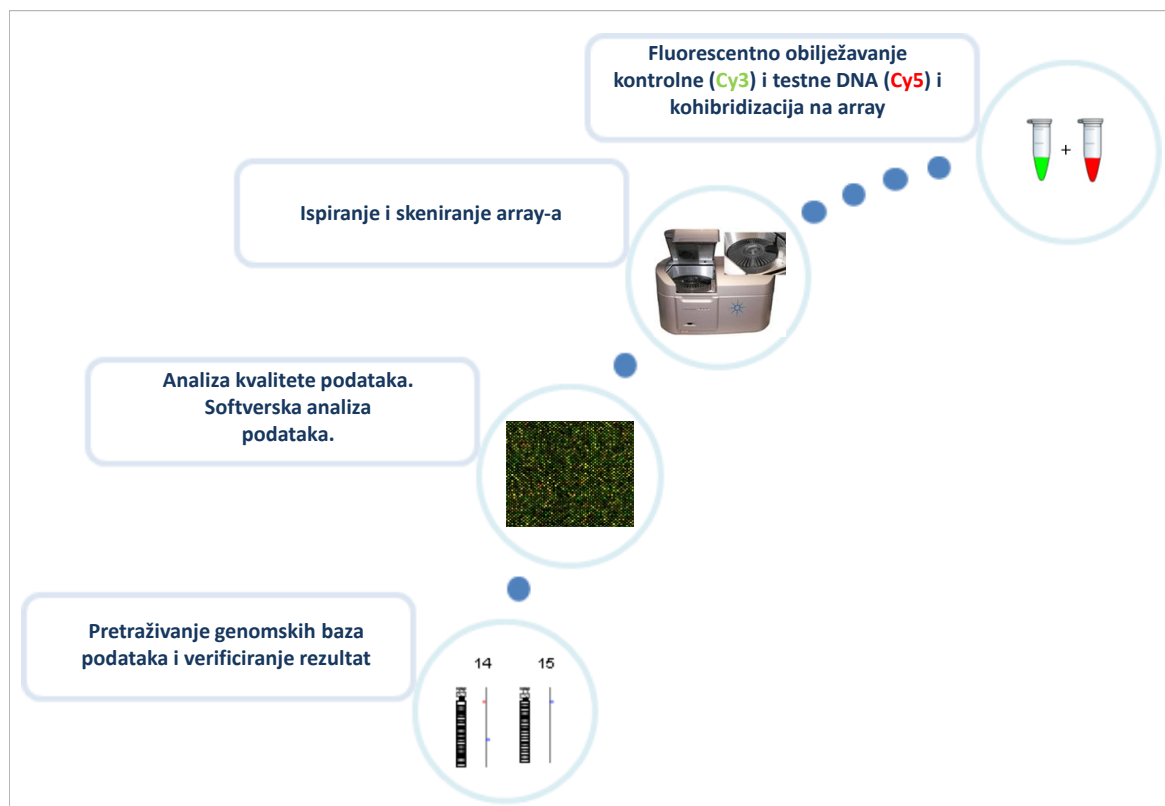 Fluorescentno obilježavanje
kontrolne (Cy3) i testne DNA (Cy5) i
kohibridizacija na array
+
Ispiranje i skeniranje array-a
Analiza kvalitete podataka.
Softverska analiza
podataka.
Pretraživanje genomskih baza
podataka i verificiranje rezultat
14 15